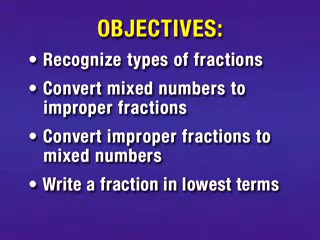 OBJECTIVES:
• Recognize types of fractions
• Convert mixed numbers to
improper fractions
• Convert improper fractions to
mixed numbers
• Write a fraction in lowest terms